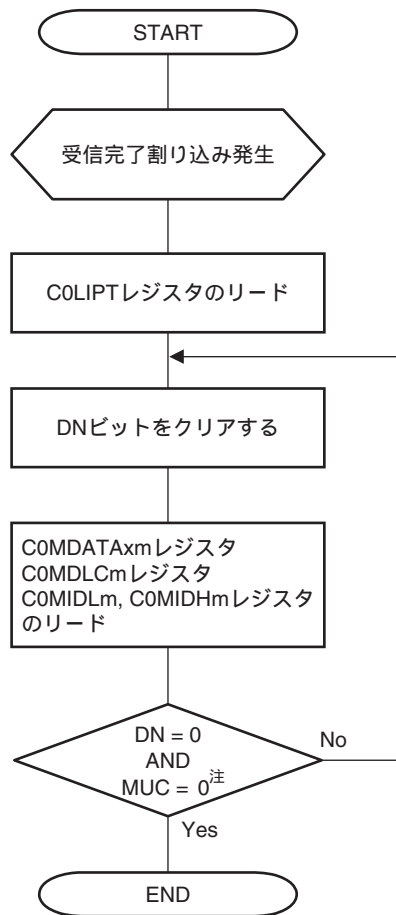 START
受信完了割り込み発生
C0LIPTレジスタのリード
DNビットをクリアする
C0MDATAxmレジスタ
C0MDLCmレジスタ
C0MIDLm, C0MIDHmレジスタ
のリード
DN = 0
AND
MUC = 0注
No
Yes
END